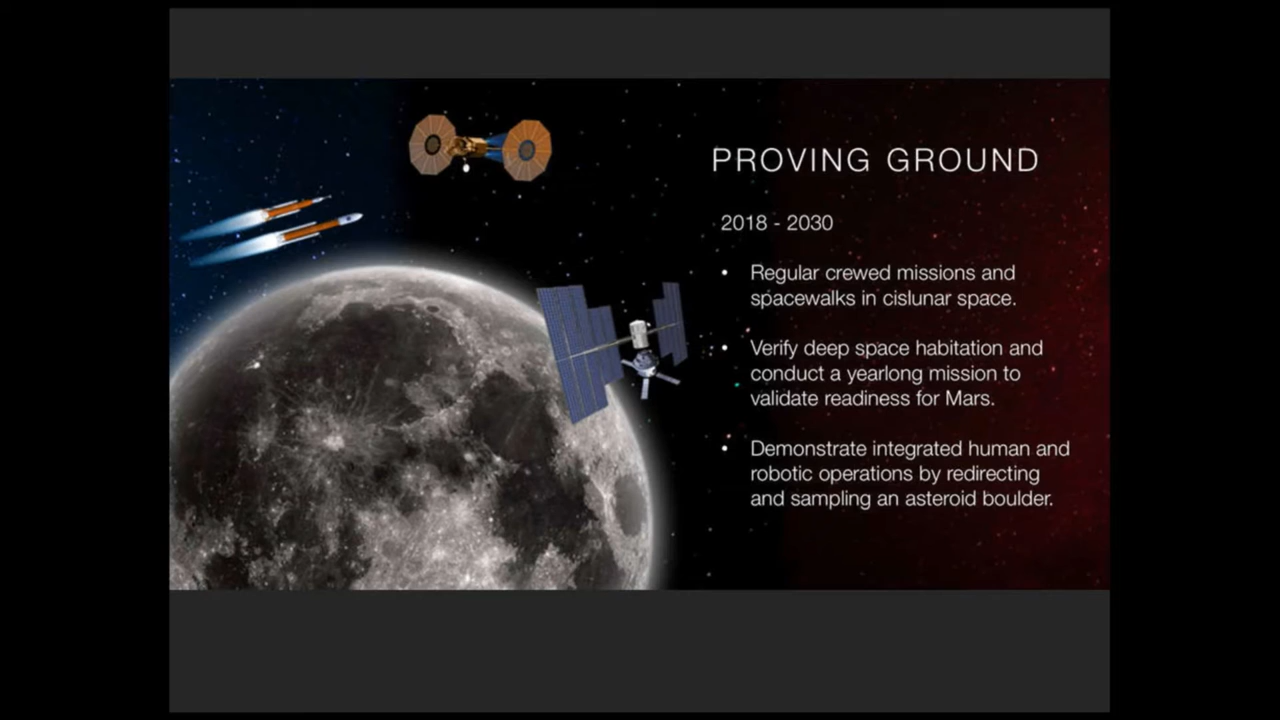 PROVING GROUND
2018 - 2030
• Regular crewed missions and
spacewalks in cislunar space.
• Verify deep space habitation and
conduct a yearlong mission to
validate readiness for Mars.
• Demonstrate integrated human and
robotic operations by redirecting
and sampling an asteroid boulder.